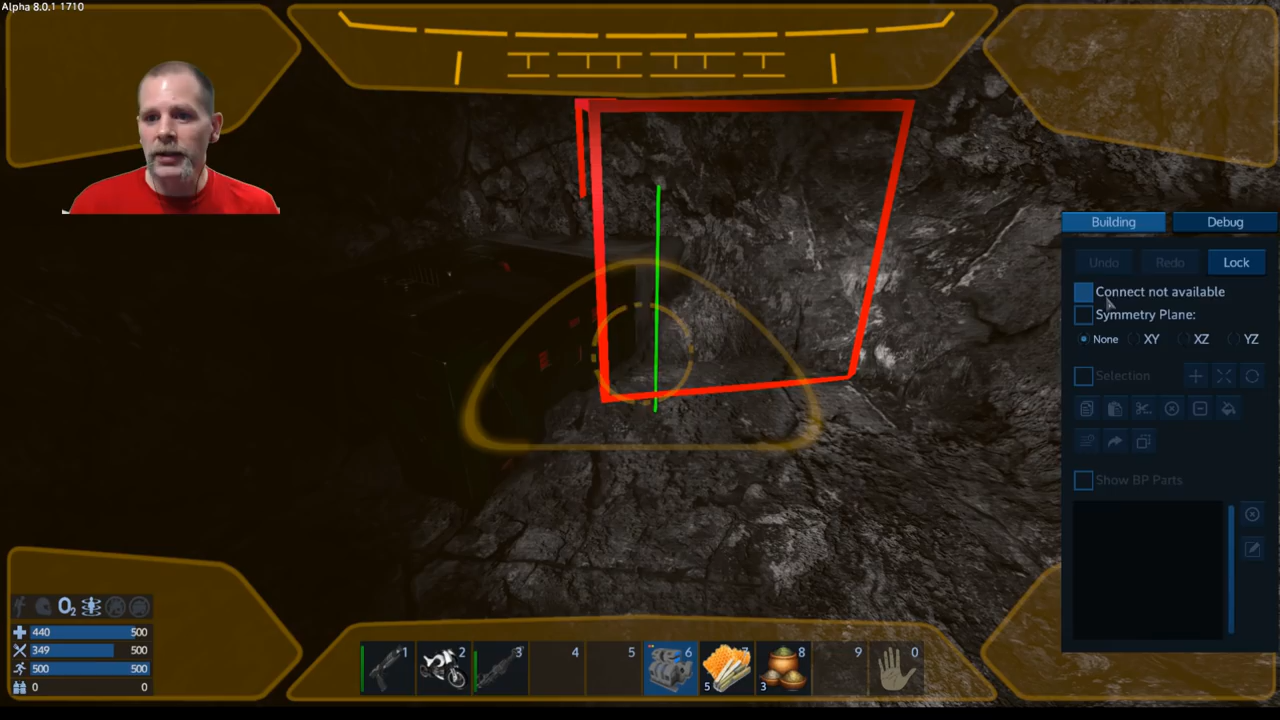 Alpha 8.0.1 1710
Building Debug
Undo Redo Lock
Connect not available
Symmetry Plane:
None XY XZ YZ
Selection
Show BP Parts
O2
440 500
349 500
500 500
0 0
1 2 3 4 5 6 7 8 9 0
5 3